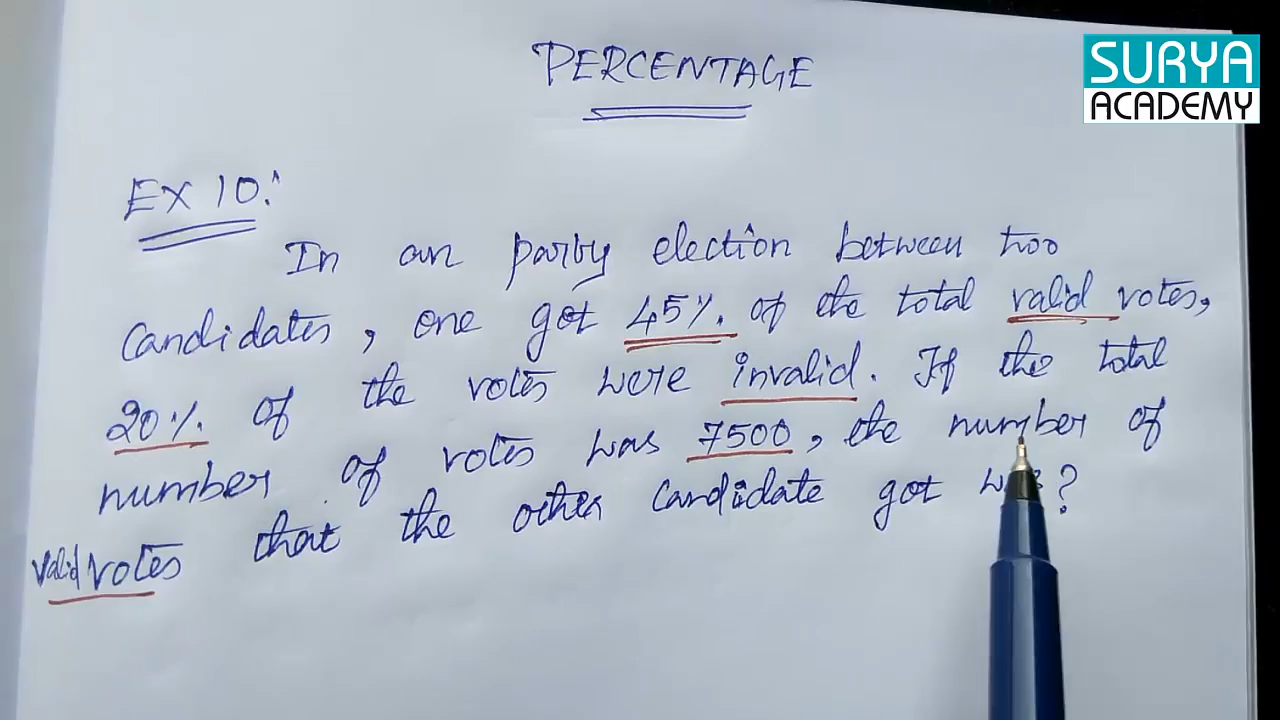 PERCENTAGE
SURYA
ACADEMY
EX 10:
In an party election between two
candidates, one got 45%. of the total valid votes,
20%. of the votes were invalid. If the total
number of votes was 7500, the number of
valid votes that the other candidate got was?